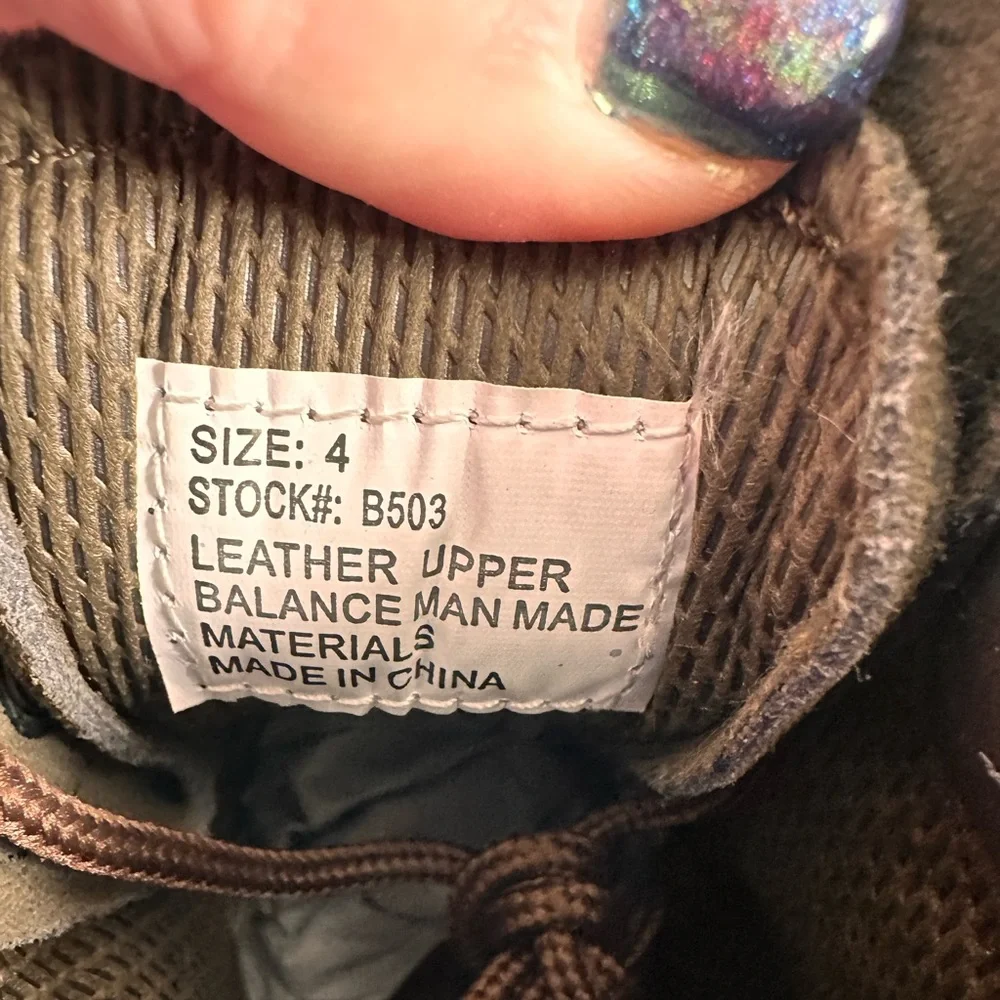 SIZE: 4
STOCK#: B503
LEATHER UPPER
BALANCE MAN MADE
MATERIALS
MADE IN CHINA